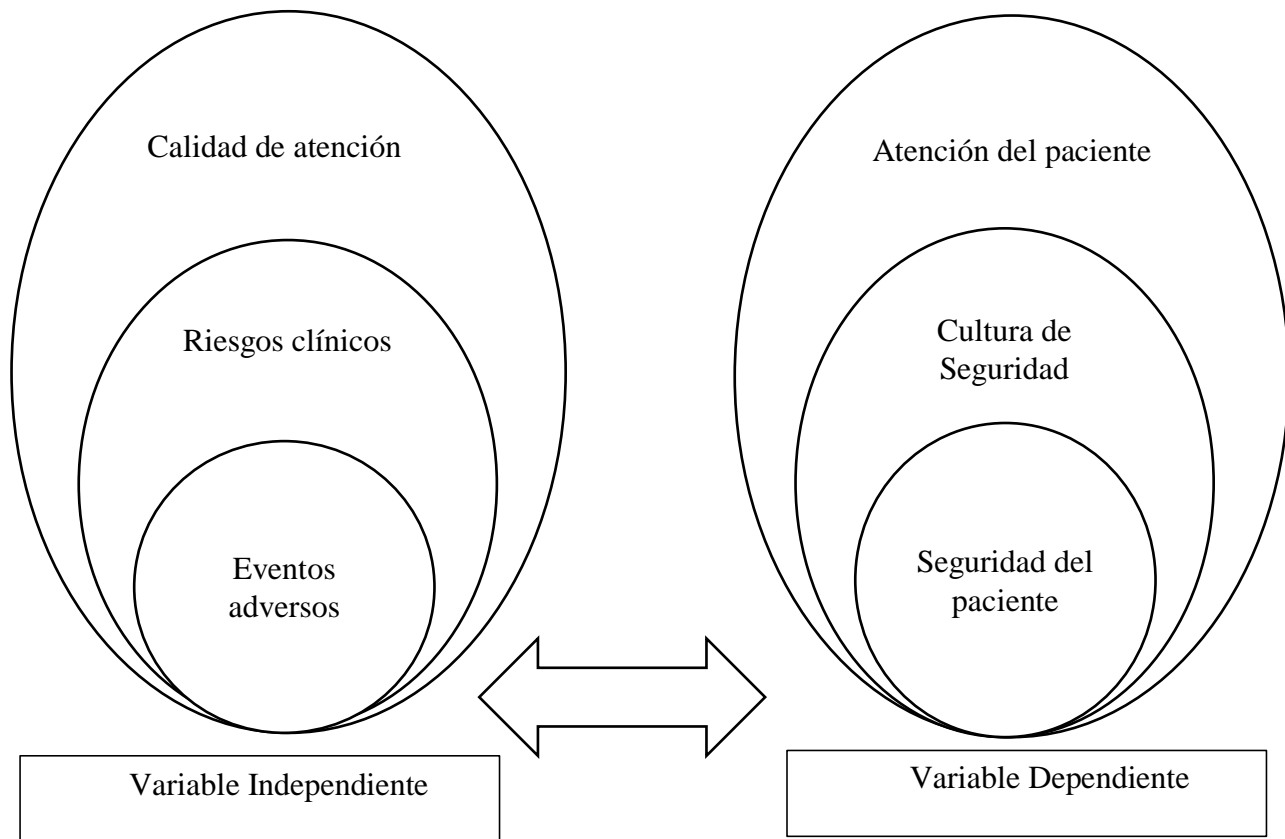 Calidad de atención
Riesgos clínicos
Eventos
adversos
Variable Independiente
Atención del paciente
Cultura de
Seguridad
Seguridad del
paciente
Variable Dependiente